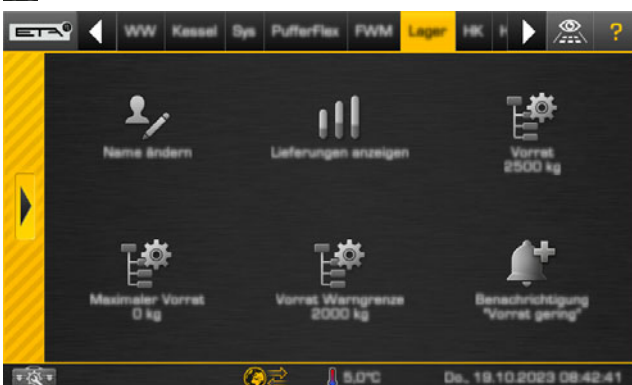 ETA WW Kessel Sys PufferFlex FWM Lager HK ?
Name ändern
Lieferungen anzeigen
Vorrat
2500 kg
Maximaler Vorrat
0 kg
Vorrat Warngrenze
2000 kg
Benachrichtigung
"Vorrat gering"
5,0°C Do., 19.10.2023 08:42:41